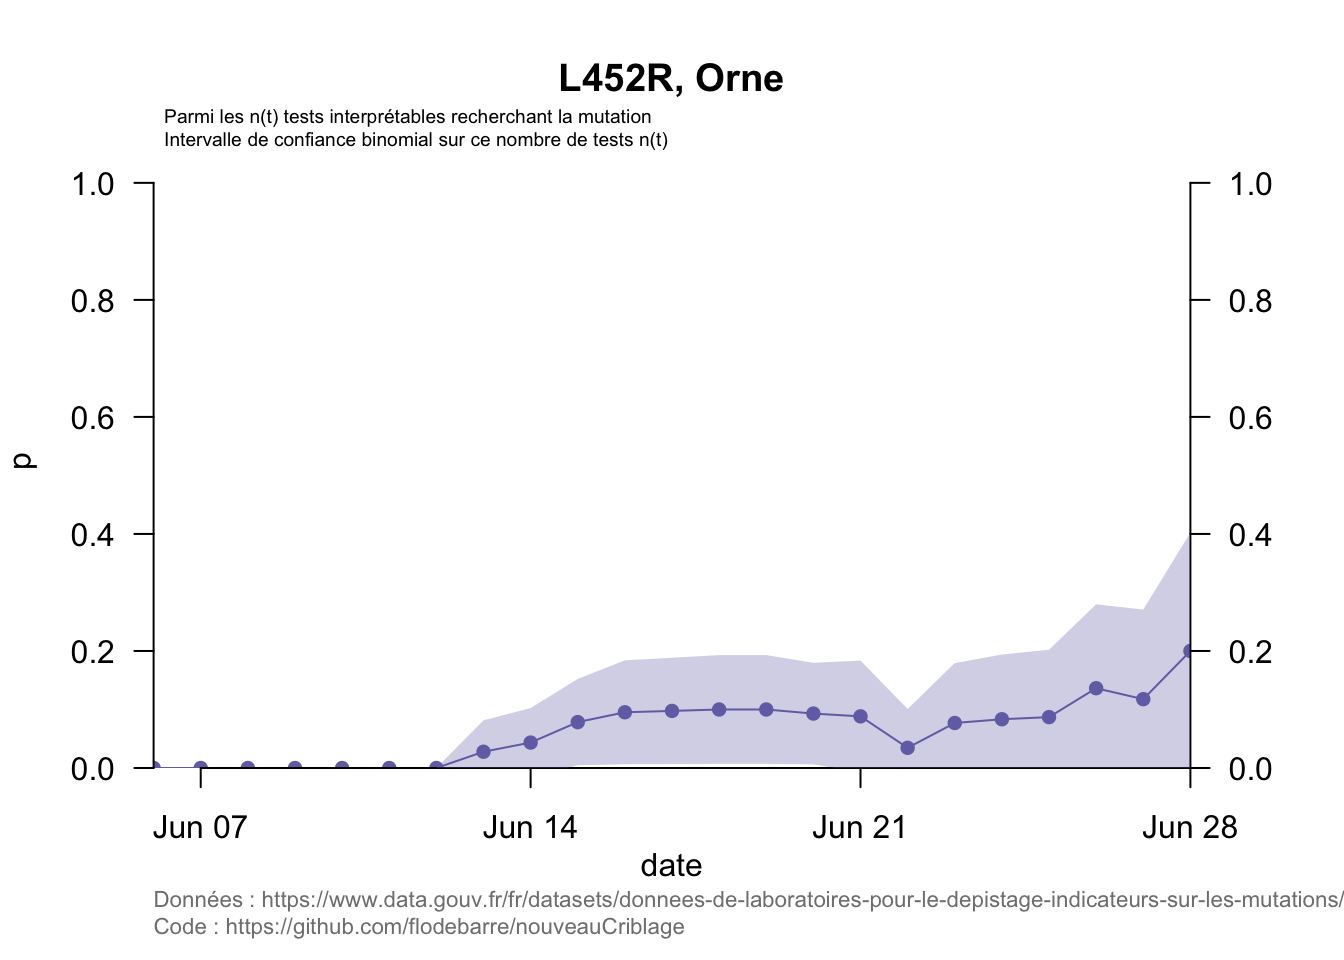 L452R, Orne
Parmi les n(t) tests interprétables recherchant la mutation
Intervalle de confiance binomial sur ce nombre de tests n(t)
1.0 1.0
0.8 0.8
0.6 0.6
p
0.4 0.4
0.2 0.2
0.0 0.0
Jun 07 Jun 14 Jun 21 Jun 28
date
Données : https://www.data.gouv.fr/fr/datasets/donnees-de-laboratoires-pour-le-depistage-indicateurs-sur-les-mutations/
Code : https://github.com/flodebarre/nouveauCriblage